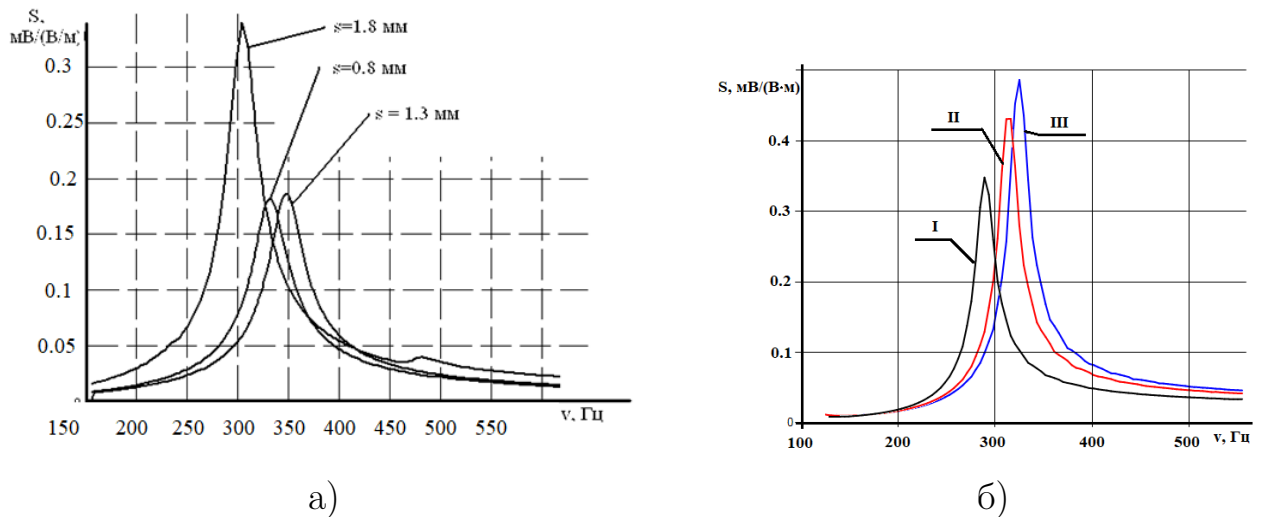 S,
мВ/(В/м)
0.3
0.25
0.2
0.15
0.1
0.05
0
150 200 250 300 350 400 450 500 550
ν, Гц
s=1.8 мм
s=0.8 мм
s = 1.3 мм
а)
S, мВ/(В·м)
0.4
0.3
0.2
0.1
0
100 200 300 400 500
ν, Гц
I
II
III
б)